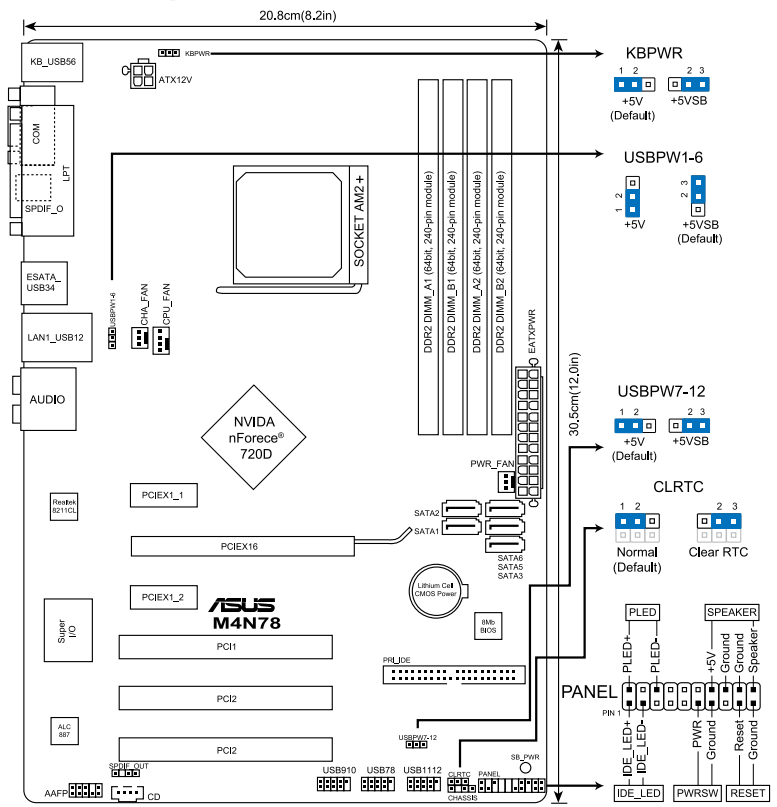 20.8cm(8.2in)
KB_USB56
KBPWR
ATX12V
KBPWR
1 2
2 3
+5V
(Default)
+5VSB
USBPW1-6
1 2
+5V
2 3
+5VSB
(Default)
COM
LPT
SPDIF_O
SOCKET AM2+
DDR2 DIMM_A1 (64bit, 240-pin module)
DDR2 DIMM_B1 (64bit, 240-pin module)
DDR2 DIMM_A2 (64bit, 240-pin module)
DDR2 DIMM_B2 (64bit, 240-pin module)
ESATA_
USB34
USBPW1-6
CHA_FAN
CPU_FAN
LAN1_USB12
EATXPWR
30.5cm(12.0in)
AUDIO
NVIDA
nForece®
720D
USBPW7-12
1 2
2 3
+5V
(Default)
+5VSB
PWR_FAN
CLRTC
1 2
2 3
Normal
(Default)
Clear RTC
Realtek
8211CL
PCIEX1_1
SATA2
SATA1
PCIEX16
SATA6
SATA5
SATA3
Lithium Cell
CMOS Power
PCIEX1_2
ASUS
M4N78
Super
I/O
8Mb
BIOS
PCI1
PRI_IDE
PCI2
ALC
887
PCI2
USBPW7-12
SPDIF_OUT
AAFP
CD
USB910
USB78
USB1112
CLRTC
CHASSIS
PANEL
SB_PWR
PLED
SPEAKER
PLED+
PLED-
+5V
Ground
Ground
Speaker
PANEL
PIN 1
IDE_LED+
IDE_LED-
PWR
Ground
Reset
Ground
IDE_LED
PWRSW
RESET